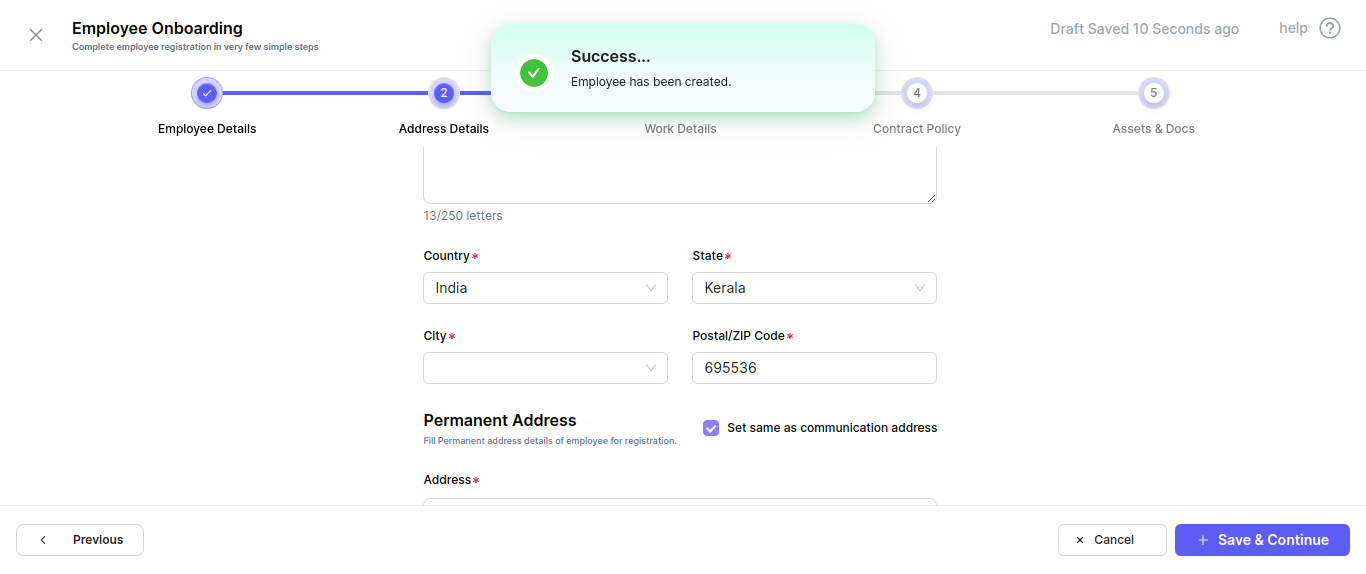 Employee Onboarding
Complete employee registration in very few simple steps
Success...
Employee has been created.
Draft Saved 10 Seconds ago
help ?
2
4
5
Employee Details
Address Details
Work Details
Contract Policy
Assets & Docs
13/250 letters
Country*
State*
India
Kerala
City*
Postal/ZIP Code*
695536
Permanent Address
Fill Permanent address details of employee for registration.
Set same as communication address
Address*
Previous
Cancel
Save & Continue